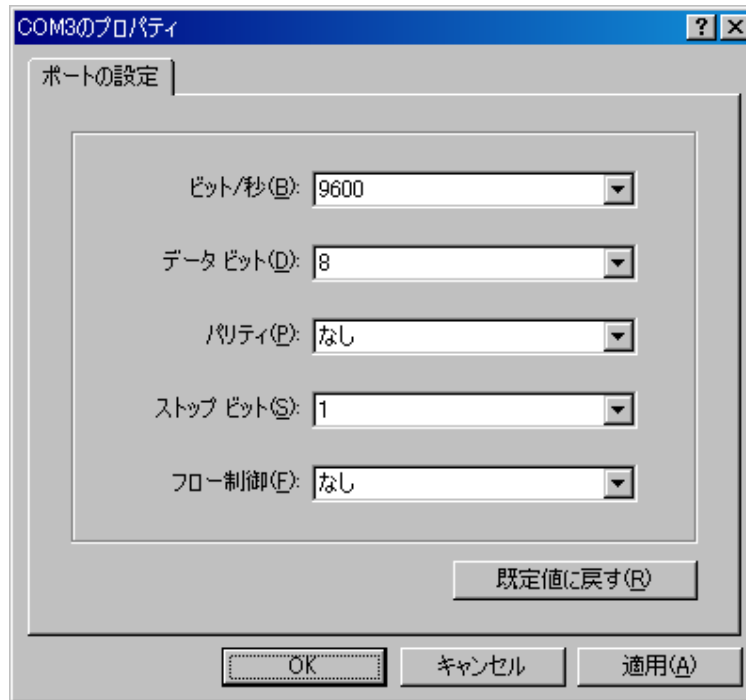 COM3のプロパティ
ポートの設定
ビット/秒(B): 9600
データ ビット(D): 8
パリティ(P): なし
ストップ ビット(S): 1
フロー制御(F): なし
既定値に戻す(R)
OK キャンセル 適用(A)